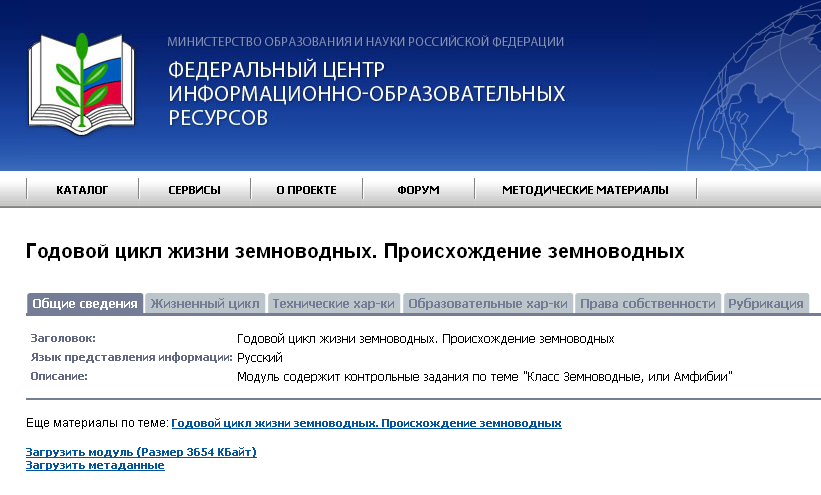 МИНИСТЕРСТВО ОБРАЗОВАНИЯ И НАУКИ РОССИЙСКОЙ ФЕДЕРАЦИИ
ФЕДЕРАЛЬНЫЙ ЦЕНТР
ИНФОРМАЦИОННО-ОБРАЗОВАТЕЛЬНЫХ
РЕСУРСОВ
КАТАЛОГ СЕРВИСЫ О ПРОЕКТЕ ФОРУМ МЕТОДИЧЕСКИЕ МАТЕРИАЛЫ
Годовой цикл жизни земноводных. Происхождение земноводных
Общие сведения Жизненный цикл Технические хар-ки Образовательные хар-ки Права собственности Рубрикация
Заголовок: Годовой цикл жизни земноводных. Происхождение земноводных
Язык представления информации: Русский
Описание: Модуль содержит контрольные задания по теме "Класс Земноводные, или Амфибии"
Еще материалы по теме: Годовой цикл жизни земноводных. Происхождение земноводных
Загрузить модуль (Размер 3654 КБайт)
Загрузить метаданные